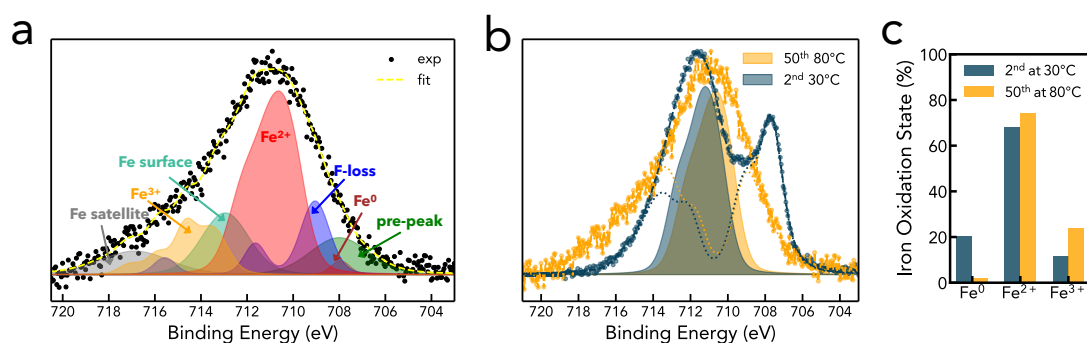 a
exp
fit
Fe²⁺
Fe surface
F-loss
Fe³⁺
Fe⁰
Fe satellite
pre-peak
720 718 716 714 712 710 708 706 704
Binding Energy (eV)
b
50ᵗʰ 80°C
2ⁿᵈ 30°C
720 718 716 714 712 710 708 706 704
Binding Energy (eV)
c
Iron Oxidation State (%)
100
80
60
40
20
0
2ⁿᵈ at 30°C
50ᵗʰ at 80°C
Fe⁰ Fe²⁺ Fe³⁺